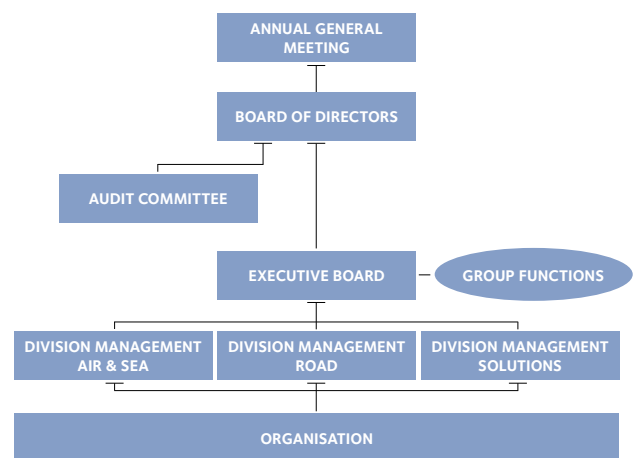 ANNUAL GENERAL
MEETING
BOARD OF DIRECTORS
AUDIT COMMITTEE
EXECUTIVE BOARD
GROUP FUNCTIONS
DIVISION MANAGEMENT
AIR & SEA
DIVISION MANAGEMENT
ROAD
DIVISION MANAGEMENT
SOLUTIONS
ORGANISATION